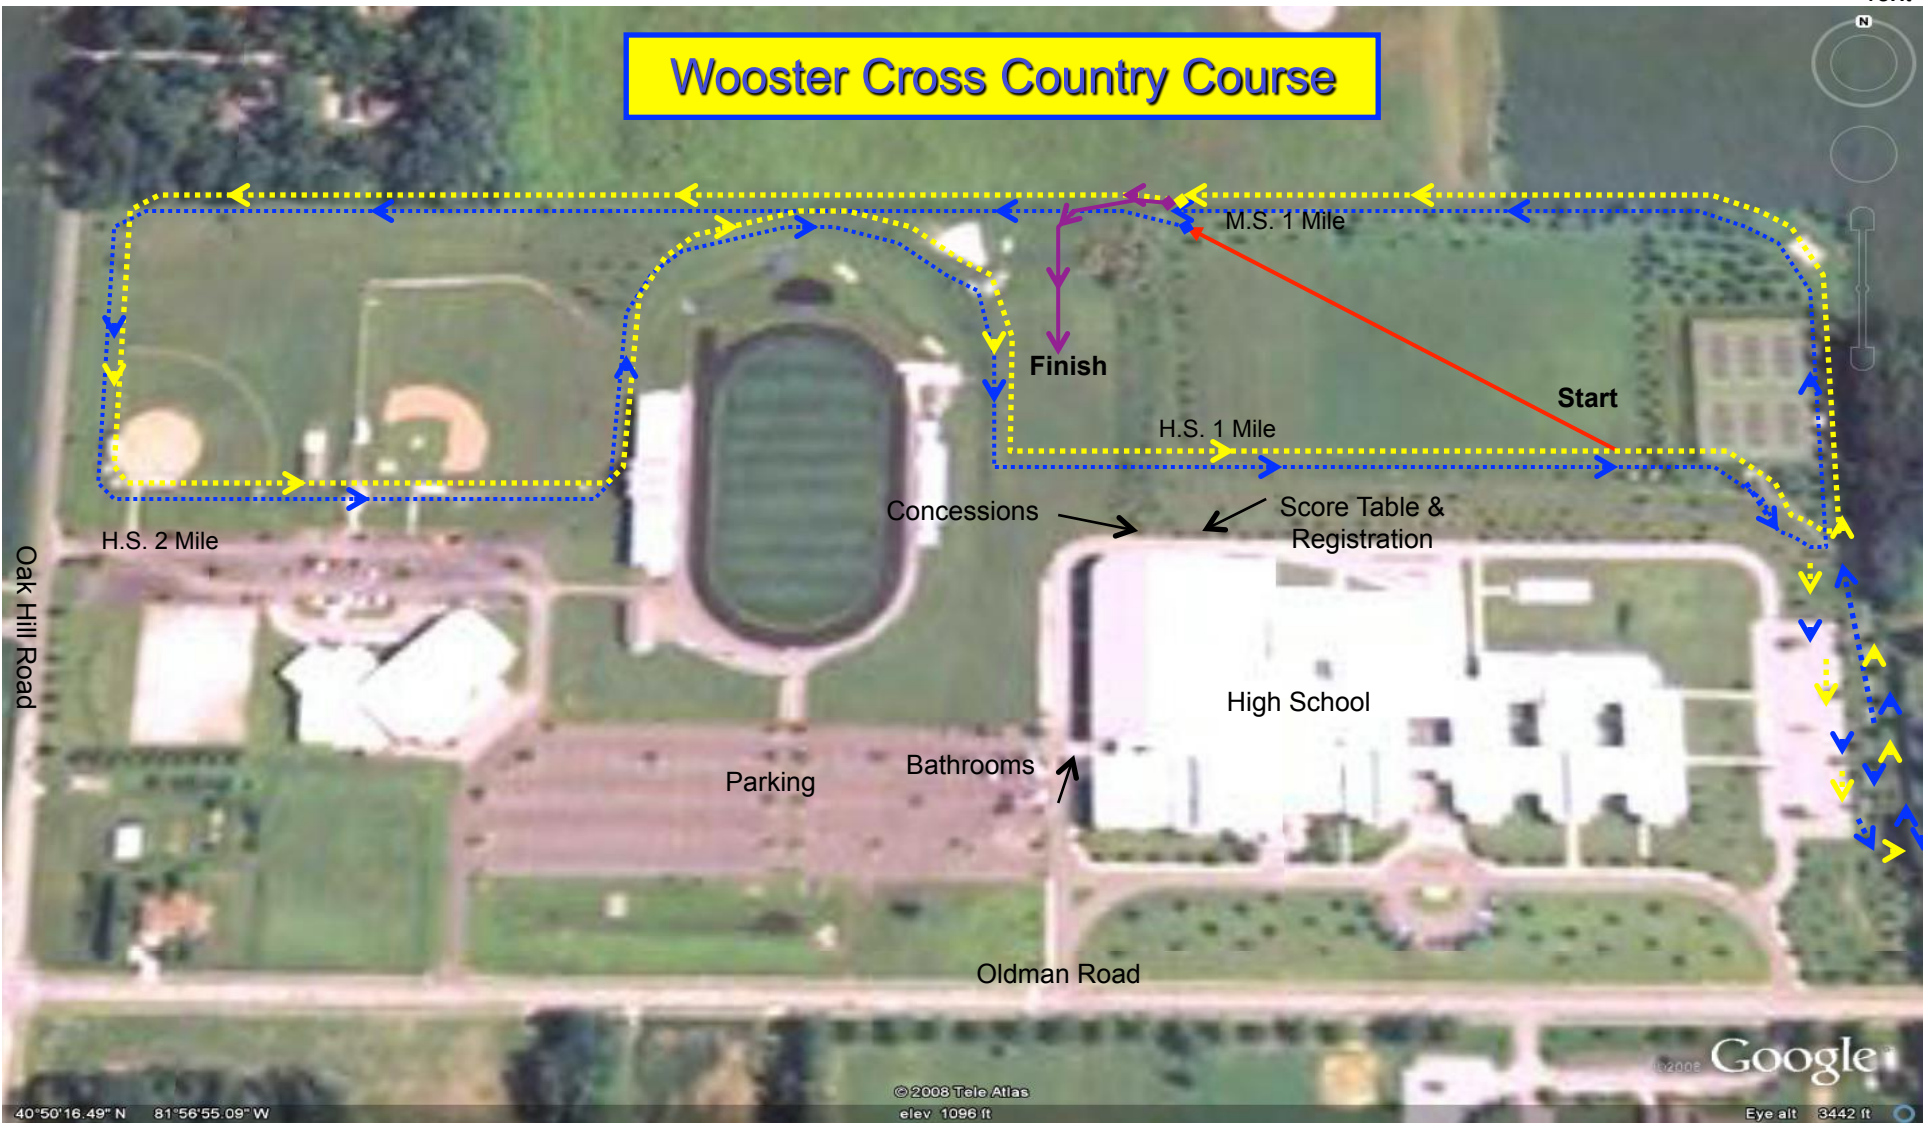 Wooster Cross Country Course
N
M.S. 1 Mile
Finish
Start
H.S. 1 Mile
Concessions
Score Table &
Registration
H.S. 2 Mile
Oak Hill Road
High School
Bathrooms
Parking
Oldman Road
Google
©2008
© 2008 Tele Atlas
40°50'16.49" N 81°56'55.09" W
elev 1096 ft
Eye alt 3442 ft